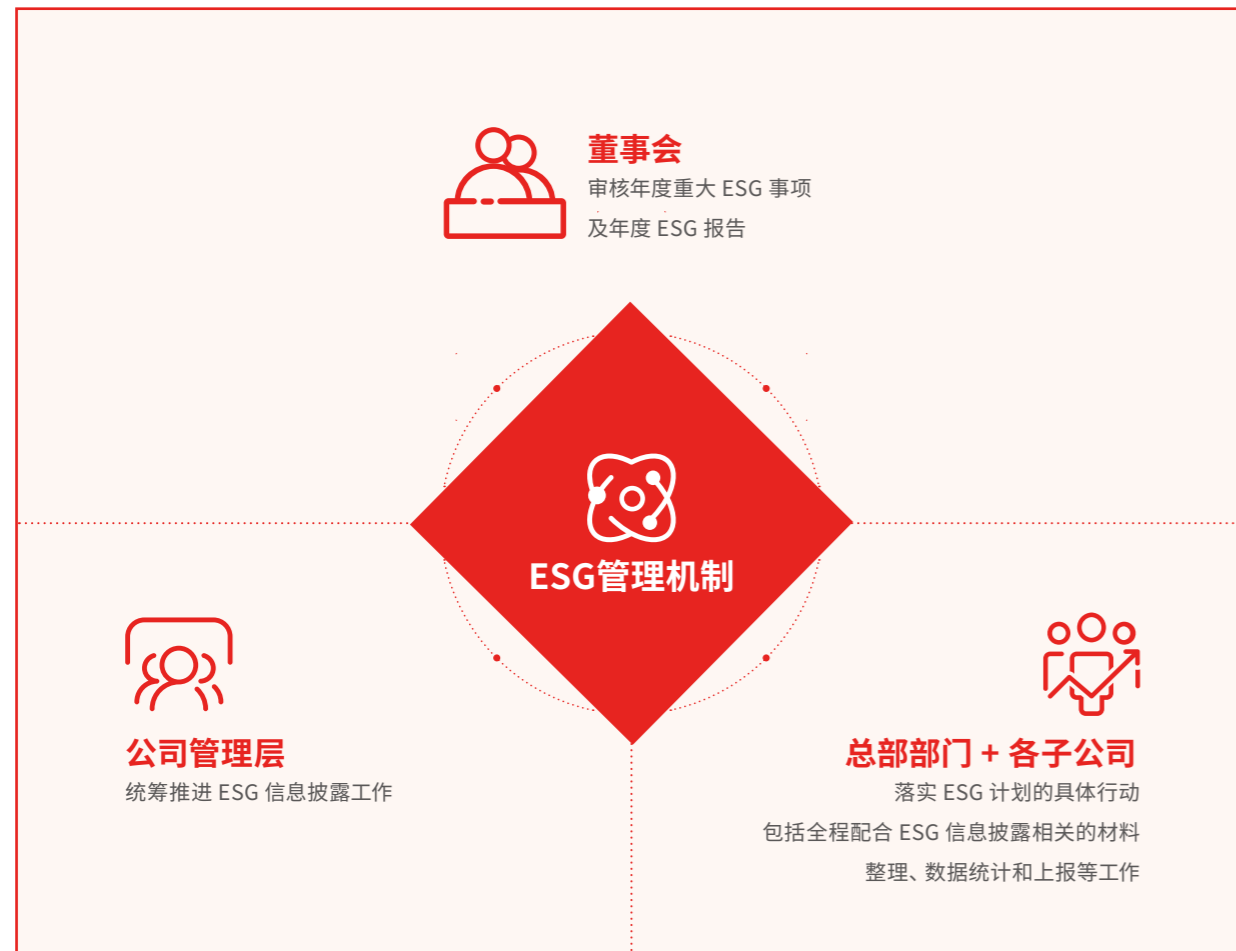 董事会
审核年度重大 ESG 事项
及年度 ESG 报告
ESG管理机制
公司管理层
统筹推进 ESG 信息披露工作
总部部门 + 各子公司
落实 ESG 计划的具体行动
包括全程配合 ESG 信息披露相关的材料
整理、数据统计和上报等工作